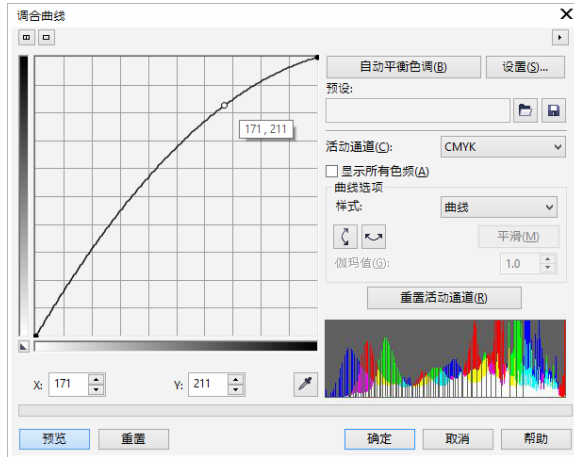 调合曲线
自动平衡色调(B)
设置(S)...
预设:
171 , 211
活动通道(C):
CMYK
显示所有色频(A)
曲线选项
样式:
曲线
平滑(M)
伽玛值(G):
1.0
重置活动通道(R)
X: 171
Y: 211
预览
重置
确定
取消
帮助